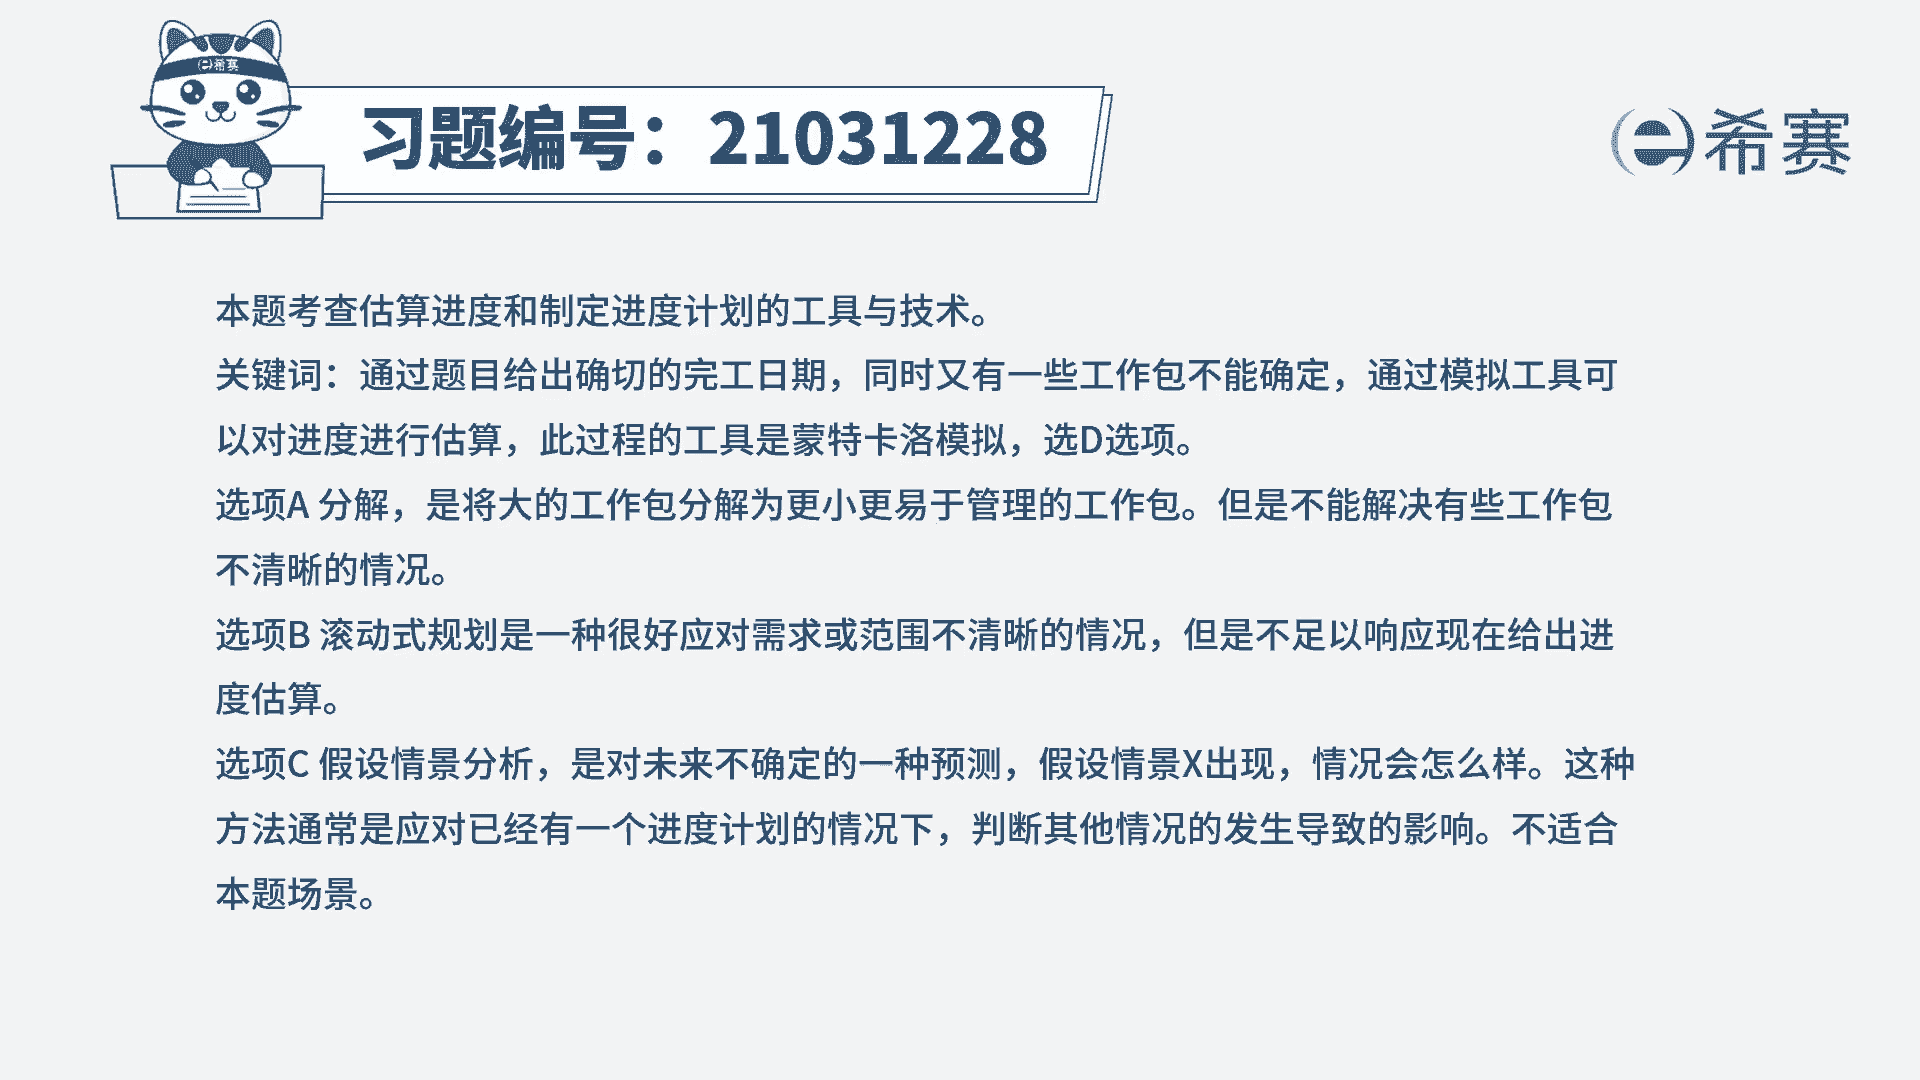 希赛
习题编号：21031228
希赛
本题考查估算进度和制定进度计划的工具与技术。
关键词：通过题目给出确切的完工日期，同时又有一些工作包不能确定，通过模拟工具可
以对进度进行估算，此过程的工具是蒙特卡洛模拟，选D选项。
选项A 分解，是将大的工作包分解为更小更易于管理的工作包。但是不能解决有些工作包
不清晰的情况。
选项B 滚动式规划是一种很好应对需求或范围不清晰的情况，但是不足以响应现在给出进
度估算。
选项C 假设情景分析，是对未来不确定的一种预测，假设情景X出现，情况会怎么样。这种
方法通常是应对已经有一个进度计划的情况下，判断其他情况的发生导致的影响。不适合
本题场景。